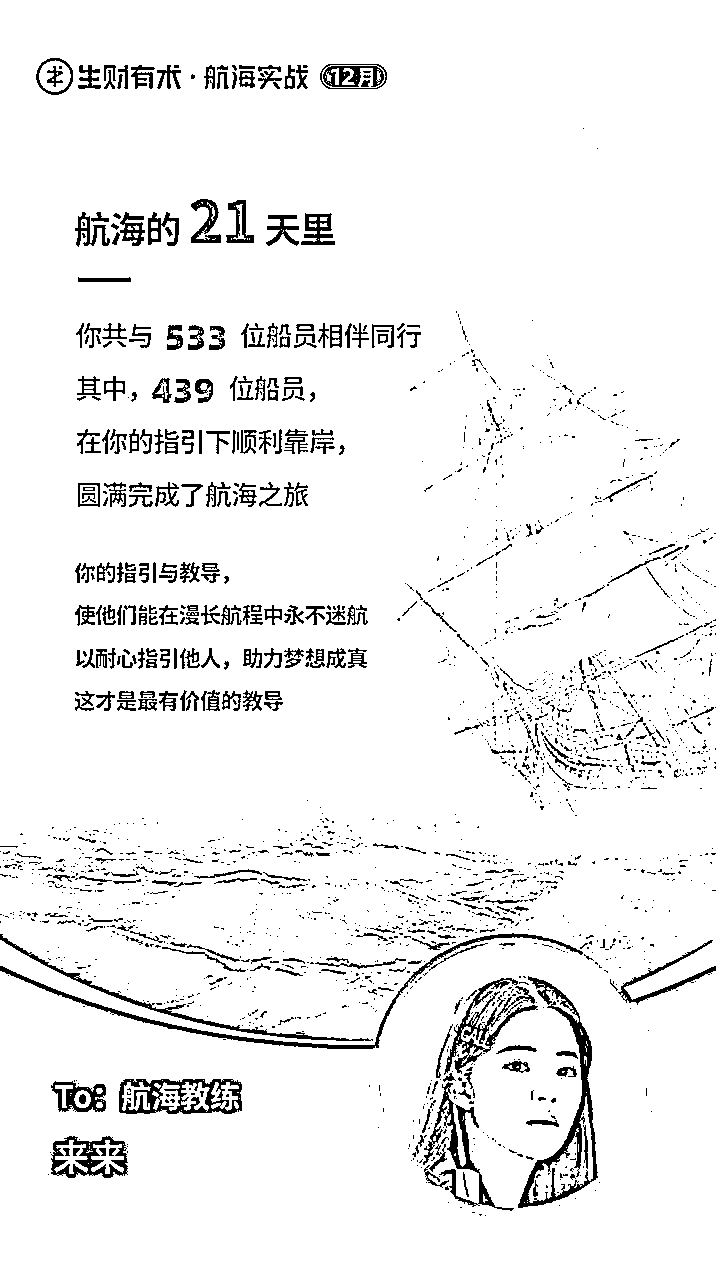 生财有术·航海实战 12月
航海的 21 天里
你共与 533 位船员相伴同行
其中，439 位船员，
在你的指引下顺利靠岸，
圆满完成了航海之旅
你的指引与教导，
使他们能在漫长航程中永不迷航
以耐心指引他人，助力梦想成真
这才是最有价值的教导
To：航海教练
来来